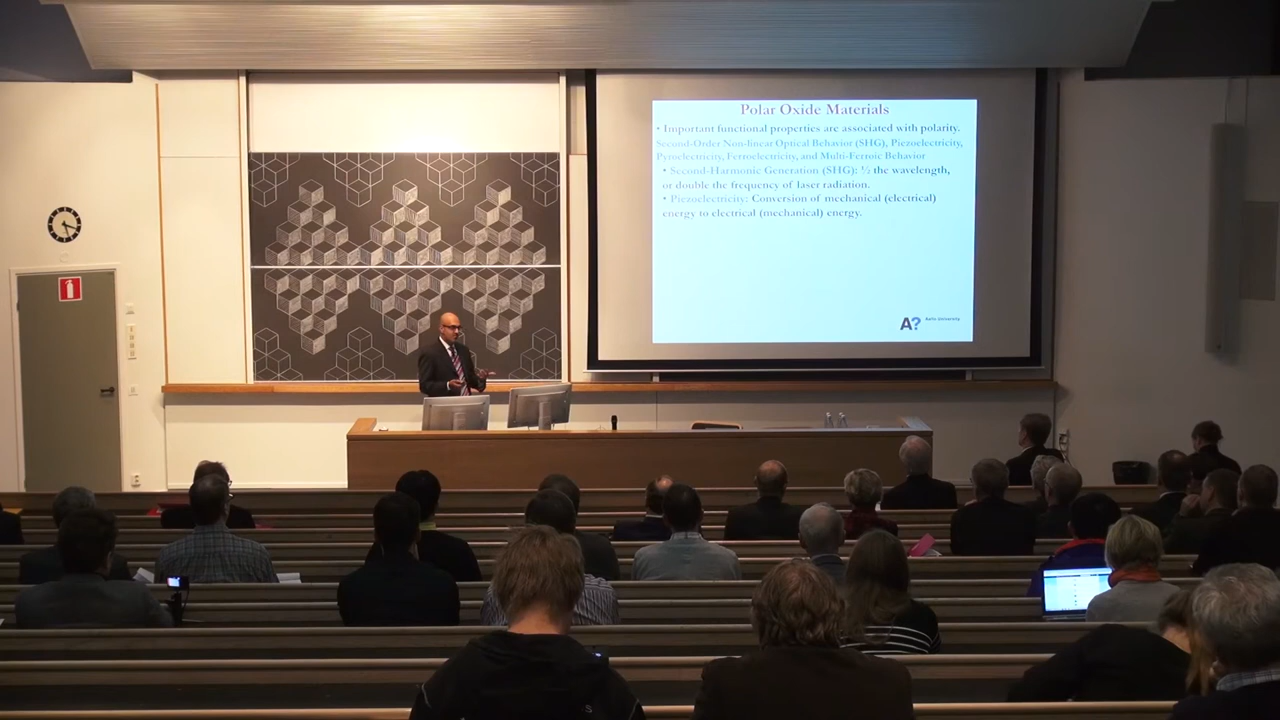 Polar Oxide Materials
• Important functional properties are associated with polarity.
Second-Order Non-linear Optical Behavior (SHG), Piezoelectricity,
Pyroelectricity, Ferroelectricity, and Multi-Ferroic Behavior
• Second-Harmonic Generation (SHG): ½ the wavelength,
or double the frequency of laser radiation.
• Piezoelectricity: Conversion of mechanical (electrical)
energy to electrical (mechanical) energy.
A? Aalto University